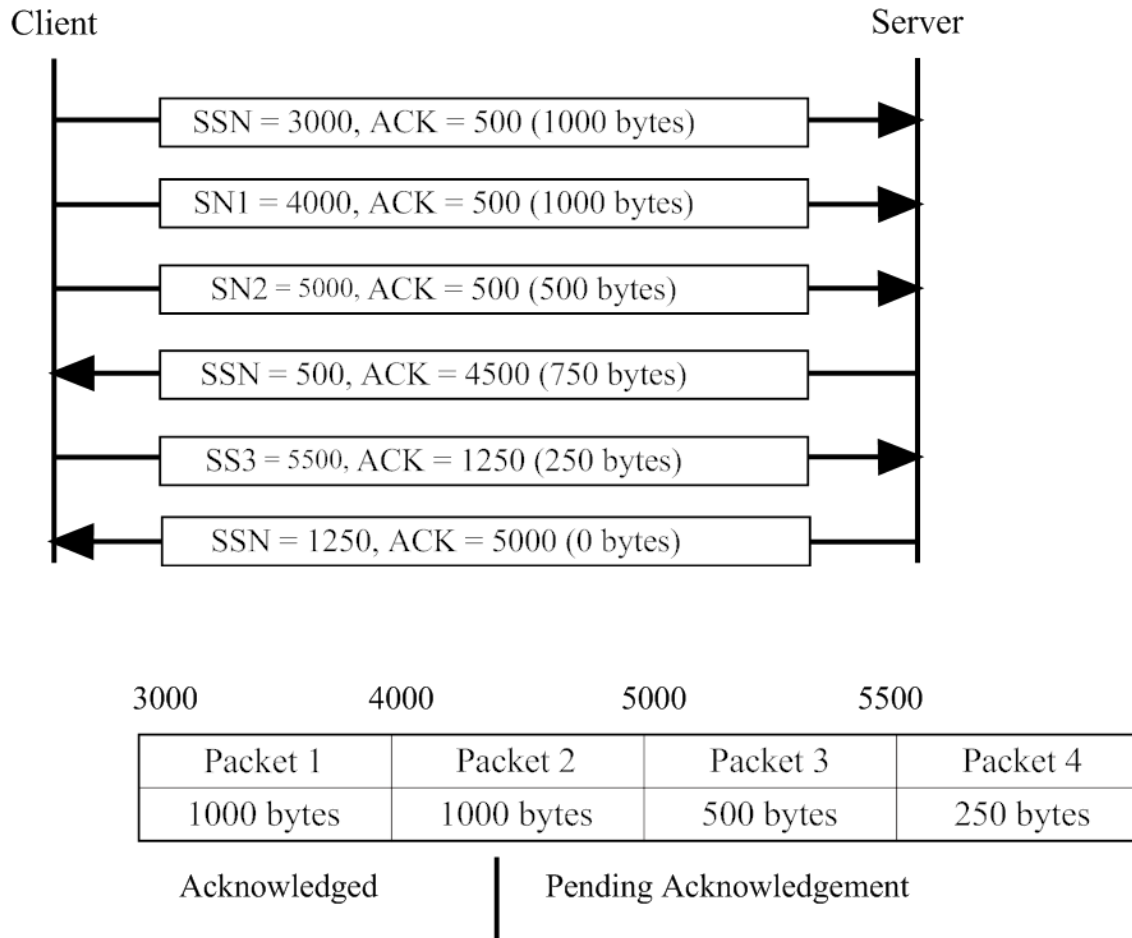 Client Server
SSN = 3000, ACK = 500 (1000 bytes)
SN1 = 4000, ACK = 500 (1000 bytes)
SN2 = 5000, ACK = 500 (500 bytes)
SSN = 500, ACK = 4500 (750 bytes)
SS3 = 5500, ACK = 1250 (250 bytes)
SSN = 1250, ACK = 5000 (0 bytes)
3000 4000 5000 5500
Packet 1 Packet 2 Packet 3 Packet 4
1000 bytes 1000 bytes 500 bytes 250 bytes
Acknowledged Pending Acknowledgement